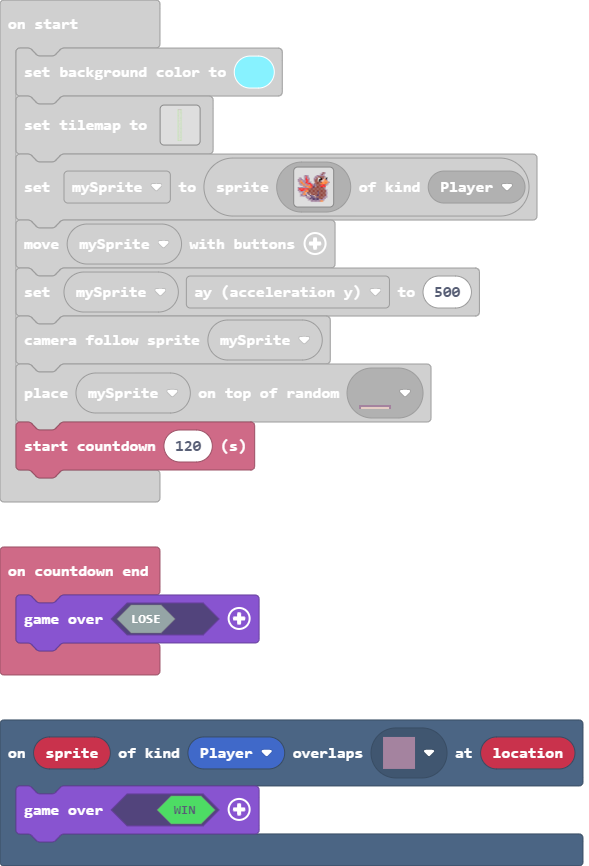 on start
set background color to
set tilemap to
set mySprite to sprite of kind Player
move mySprite with buttons
set mySprite ay (acceleration y) to 500
camera follow sprite mySprite
place mySprite on top of random
start countdown 120 (s)
on countdown end
game over LOSE
on sprite of kind Player overlaps at location
game over WIN